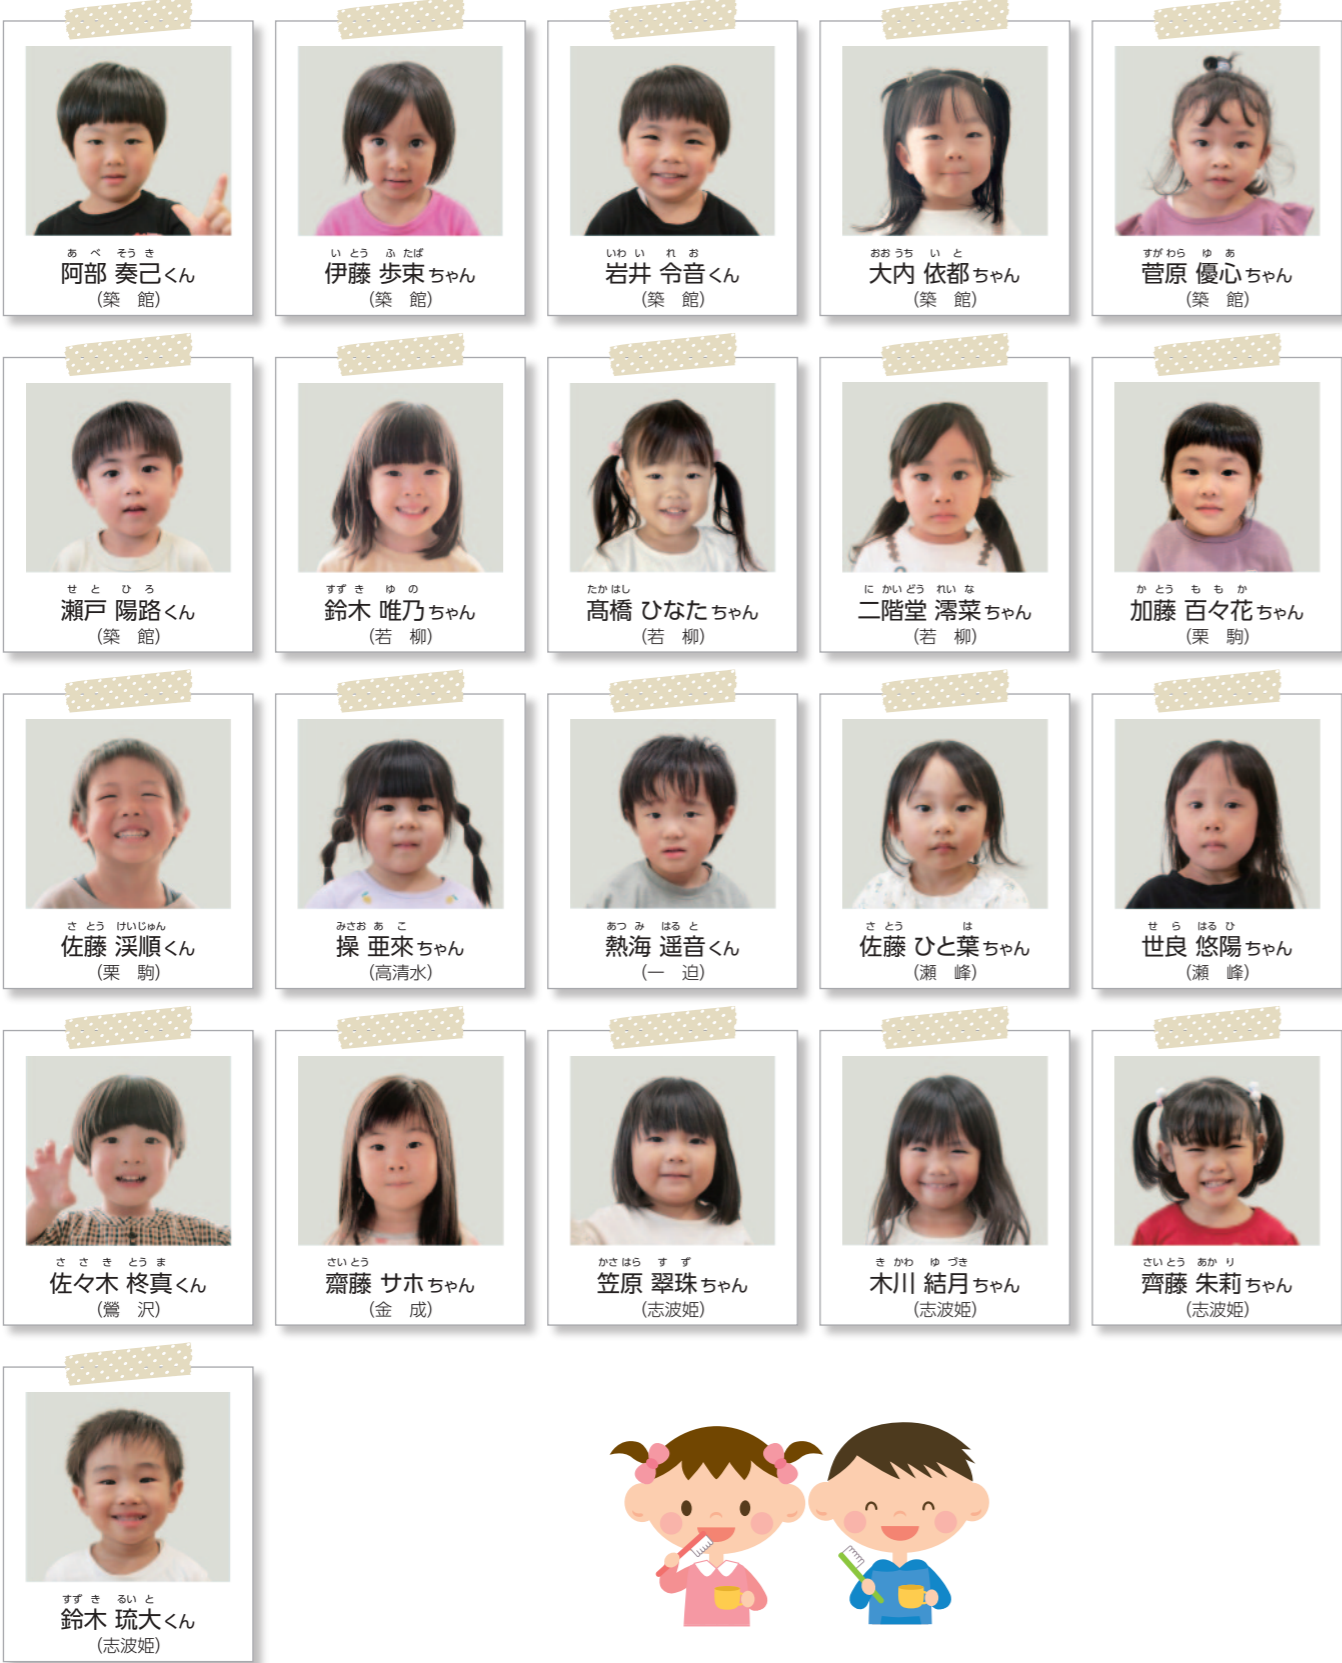 あ べ そう き
阿部 奏己くん
(築 館)
い とう ふ たば
伊藤 歩束ちゃん
(築 館)
いわ い れ お
岩井 令音くん
(築 館)
おお うち い と
大内 依都ちゃん
(築 館)
すが わら ゆ あ
菅原 優心ちゃん
(築 館)
せ と ひ ろ
瀨戸 陽路くん
(築 館)
すず き ゆ の
鈴木 唯乃ちゃん
(若 柳)
たか はし
髙橋 ひなたちゃん
(若 柳)
に かい どう れい な
二階堂 澪菜ちゃん
(若 柳)
か とう も も か
加藤 百々花ちゃん
(栗 駒)
さ とう けいじゅん
佐藤 渓順くん
(栗 駒)
みさお あ こ
操 亜來ちゃん
(高清水)
あつ み はる と
熱海 遥音くん
(一 迫)
さ とう は
佐藤 ひと葉ちゃん
(瀬 峰)
せ ら はる ひ
世良 悠陽ちゃん
(瀬 峰)
さ さ き とう ま
佐々木 柊真くん
(鶯 沢)
さい とう
齋藤 サホちゃん
(金 成)
かさ はら す ず
笠原 翠珠ちゃん
(志波姫)
き かわ ゆ づき
木川 結月ちゃん
(志波姫)
さい とう あか り
齊藤 朱莉ちゃん
(志波姫)
すず き るい と
鈴木 琉大くん
(志波姫)